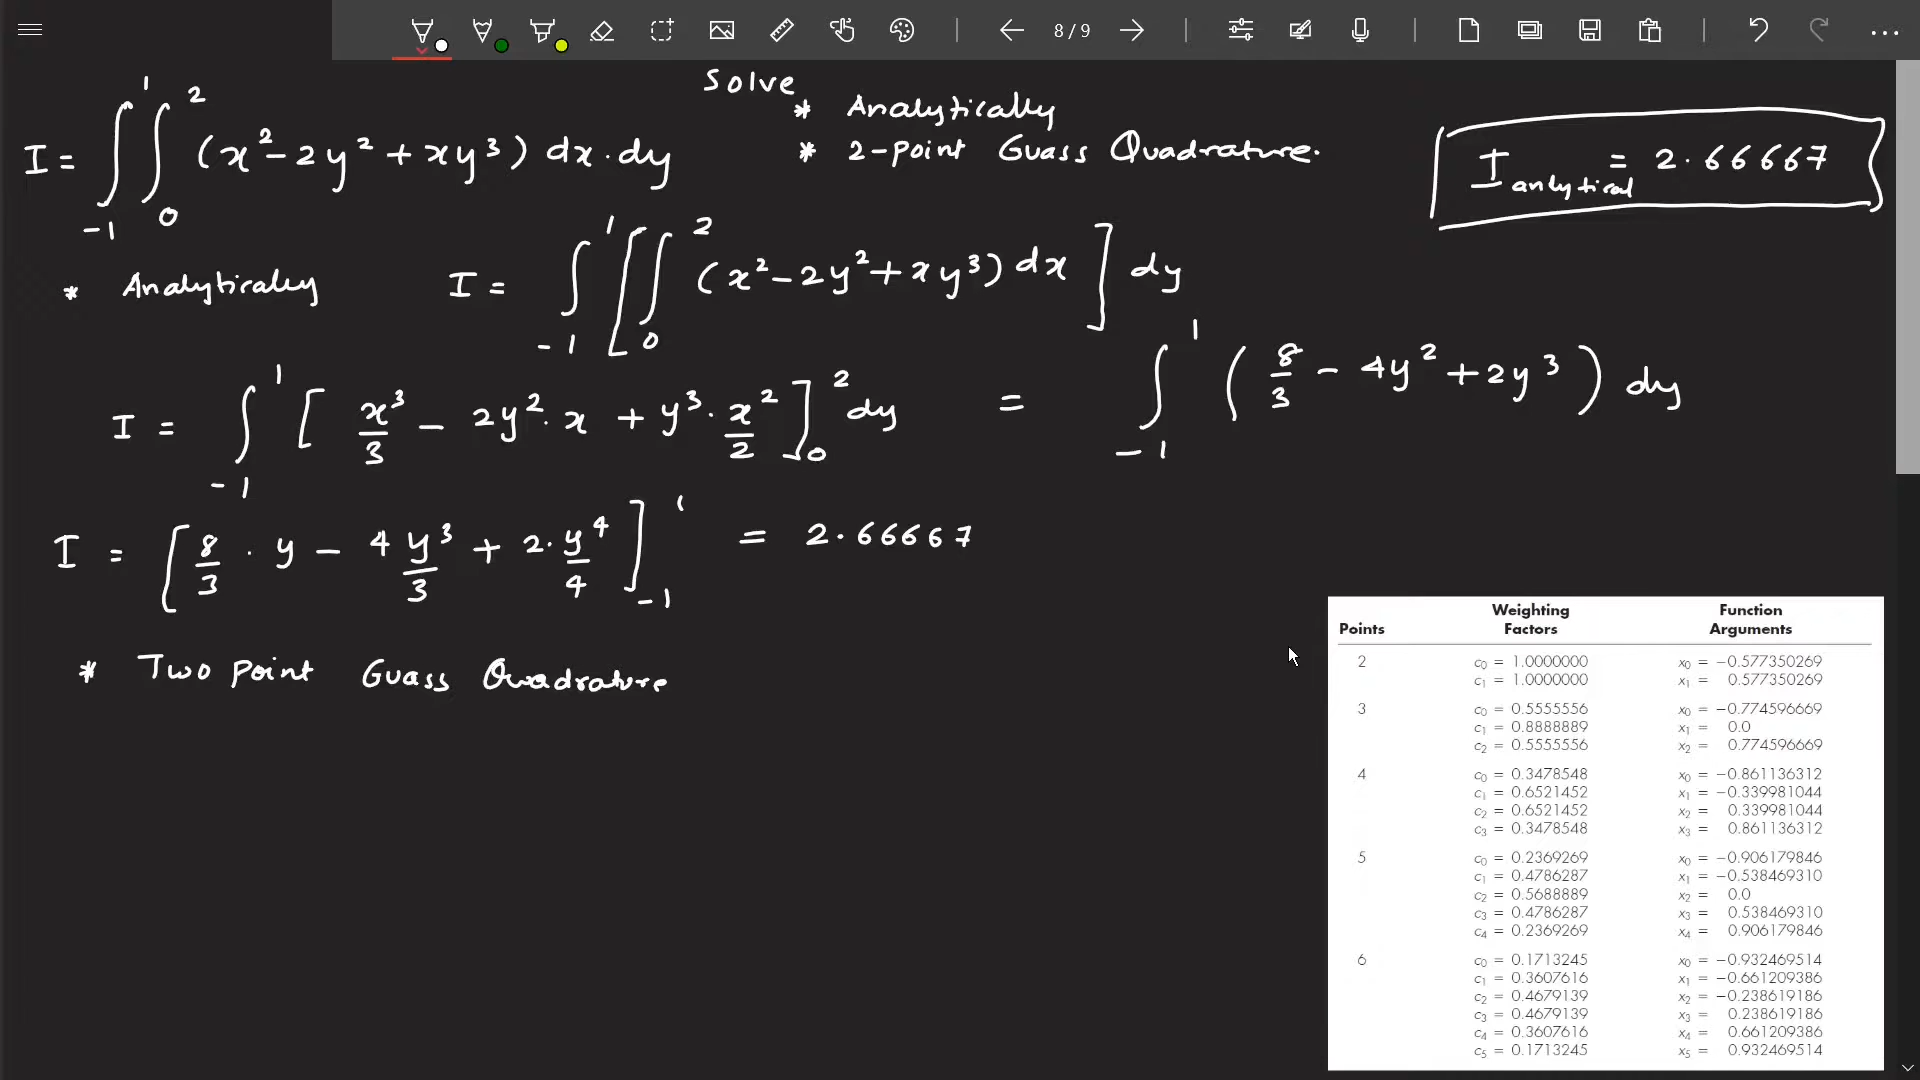 8 / 9
Solve
* Analytically
* 2-point Guass Quadrature.
I = ∫₋₁¹ ∫₀² (x² - 2y² + xy³) dx·dy
I anlytical = 2.66667
* Analytically I = ∫₋₁¹ [ ∫₀² (x² - 2y² + xy³) dx ] dy
I = ∫₋₁¹ [ x³/3 - 2y²·x + y³·x²/2 ]₀² dy = ∫₋₁¹ ( 8/3 - 4y² + 2y³ ) dy
I = [ 8/3 · y - 4 y³/3 + 2· y⁴/4 ]₋₁¹ = 2.66667
* Two point Guass Quadrature
Points Weighting Factors Function Arguments
2 c₀ = 1.0000000 x₀ = −0.577350269
c₁ = 1.0000000 x₁ = 0.577350269
3 c₀ = 0.5555556 x₀ = −0.774596669
c₁ = 0.8888889 x₁ = 0.0
c₂ = 0.5555556 x₂ = 0.774596669
4 c₀ = 0.3478548 x₀ = −0.861136312
c₁ = 0.6521452 x₁ = −0.339981044
c₂ = 0.6521452 x₂ = 0.339981044
c₃ = 0.3478548 x₃ = 0.861136312
5 c₀ = 0.2369269 x₀ = −0.906179846
c₁ = 0.4786287 x₁ = −0.538469310
c₂ = 0.5688889 x₂ = 0.0
c₃ = 0.4786287 x₃ = 0.538469310
c₄ = 0.2369269 x₄ = 0.906179846
6 c₀ = 0.1713245 x₀ = −0.932469514
c₁ = 0.3607616 x₁ = −0.661209386
c₂ = 0.4679139 x₂ = −0.238619186
c₃ = 0.4679139 x₃ = 0.238619186
c₄ = 0.3607616 x₄ = 0.661209386
c₅ = 0.1713245 x₅ = 0.932469514